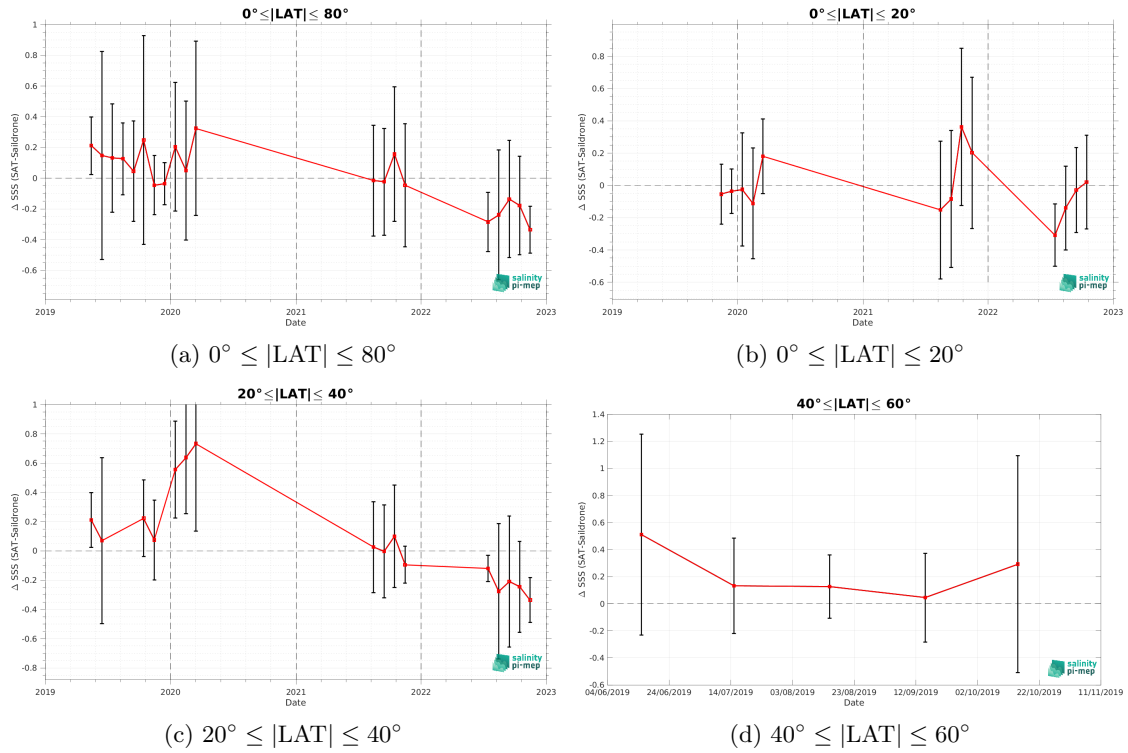 0°≤|LAT|≤ 80°
1
0.8
0.6
0.4
0.2
0
-0.2
-0.4
-0.6
Δ SSS (SAT-Saildrone)
2019 2020 2021 2022 2023
Date
salinity
pi-mep
(a) 0° ≤ |LAT| ≤ 80°
0°≤|LAT|≤ 20°
1
0.8
0.6
0.4
0.2
0
-0.2
-0.4
-0.6
Δ SSS (SAT-Saildrone)
2019 2020 2021 2022 2023
Date
salinity
pi-mep
(b) 0° ≤ |LAT| ≤ 20°
20°≤|LAT|≤ 40°
1
0.8
0.6
0.4
0.2
0
-0.2
-0.4
-0.6
-0.8
Δ SSS (SAT-Saildrone)
2019 2020 2021 2022 2023
Date
salinity
pi-mep
(c) 20° ≤ |LAT| ≤ 40°
40°≤|LAT|≤ 60°
1.4
1.2
1
0.8
0.6
0.4
0.2
0
-0.2
-0.4
-0.6
Δ SSS (SAT-Saildrone)
04/06/2019 24/06/2019 14/07/2019 03/08/2019 23/08/2019 12/09/2019 02/10/2019 22/10/2019 11/11/2019
Date
salinity
pi-mep
(d) 40° ≤ |LAT| ≤ 60°